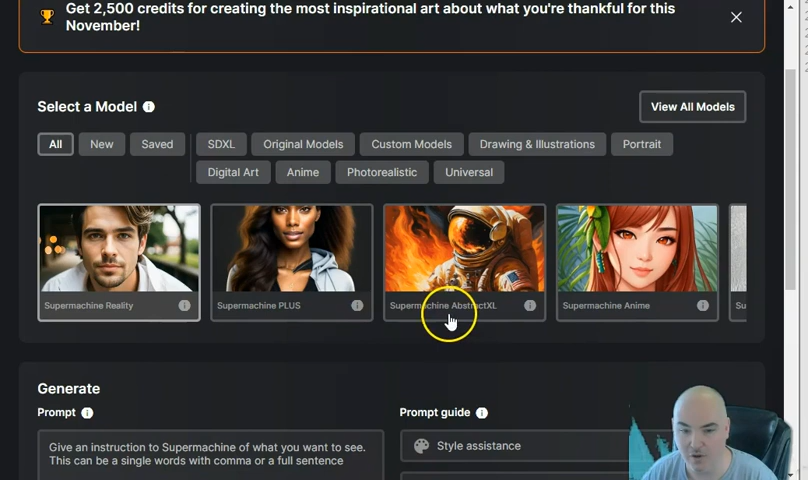 Get 2,500 credits for creating the most inspirational art about what you're thankful for this
November!
Select a Model
View All Models
All
New
Saved
SDXL
Original Models
Custom Models
Drawing & Illustrations
Portrait
Digital Art
Anime
Photorealistic
Universal
Supermachine Reality
Supermachine PLUS
Supermachine AbstractXL
Supermachine Anime
Su
Generate
Prompt
Prompt guide
Give an instruction to Supermachine of what you want to see.
This can be a single words with comma or a full sentence
Style assistance